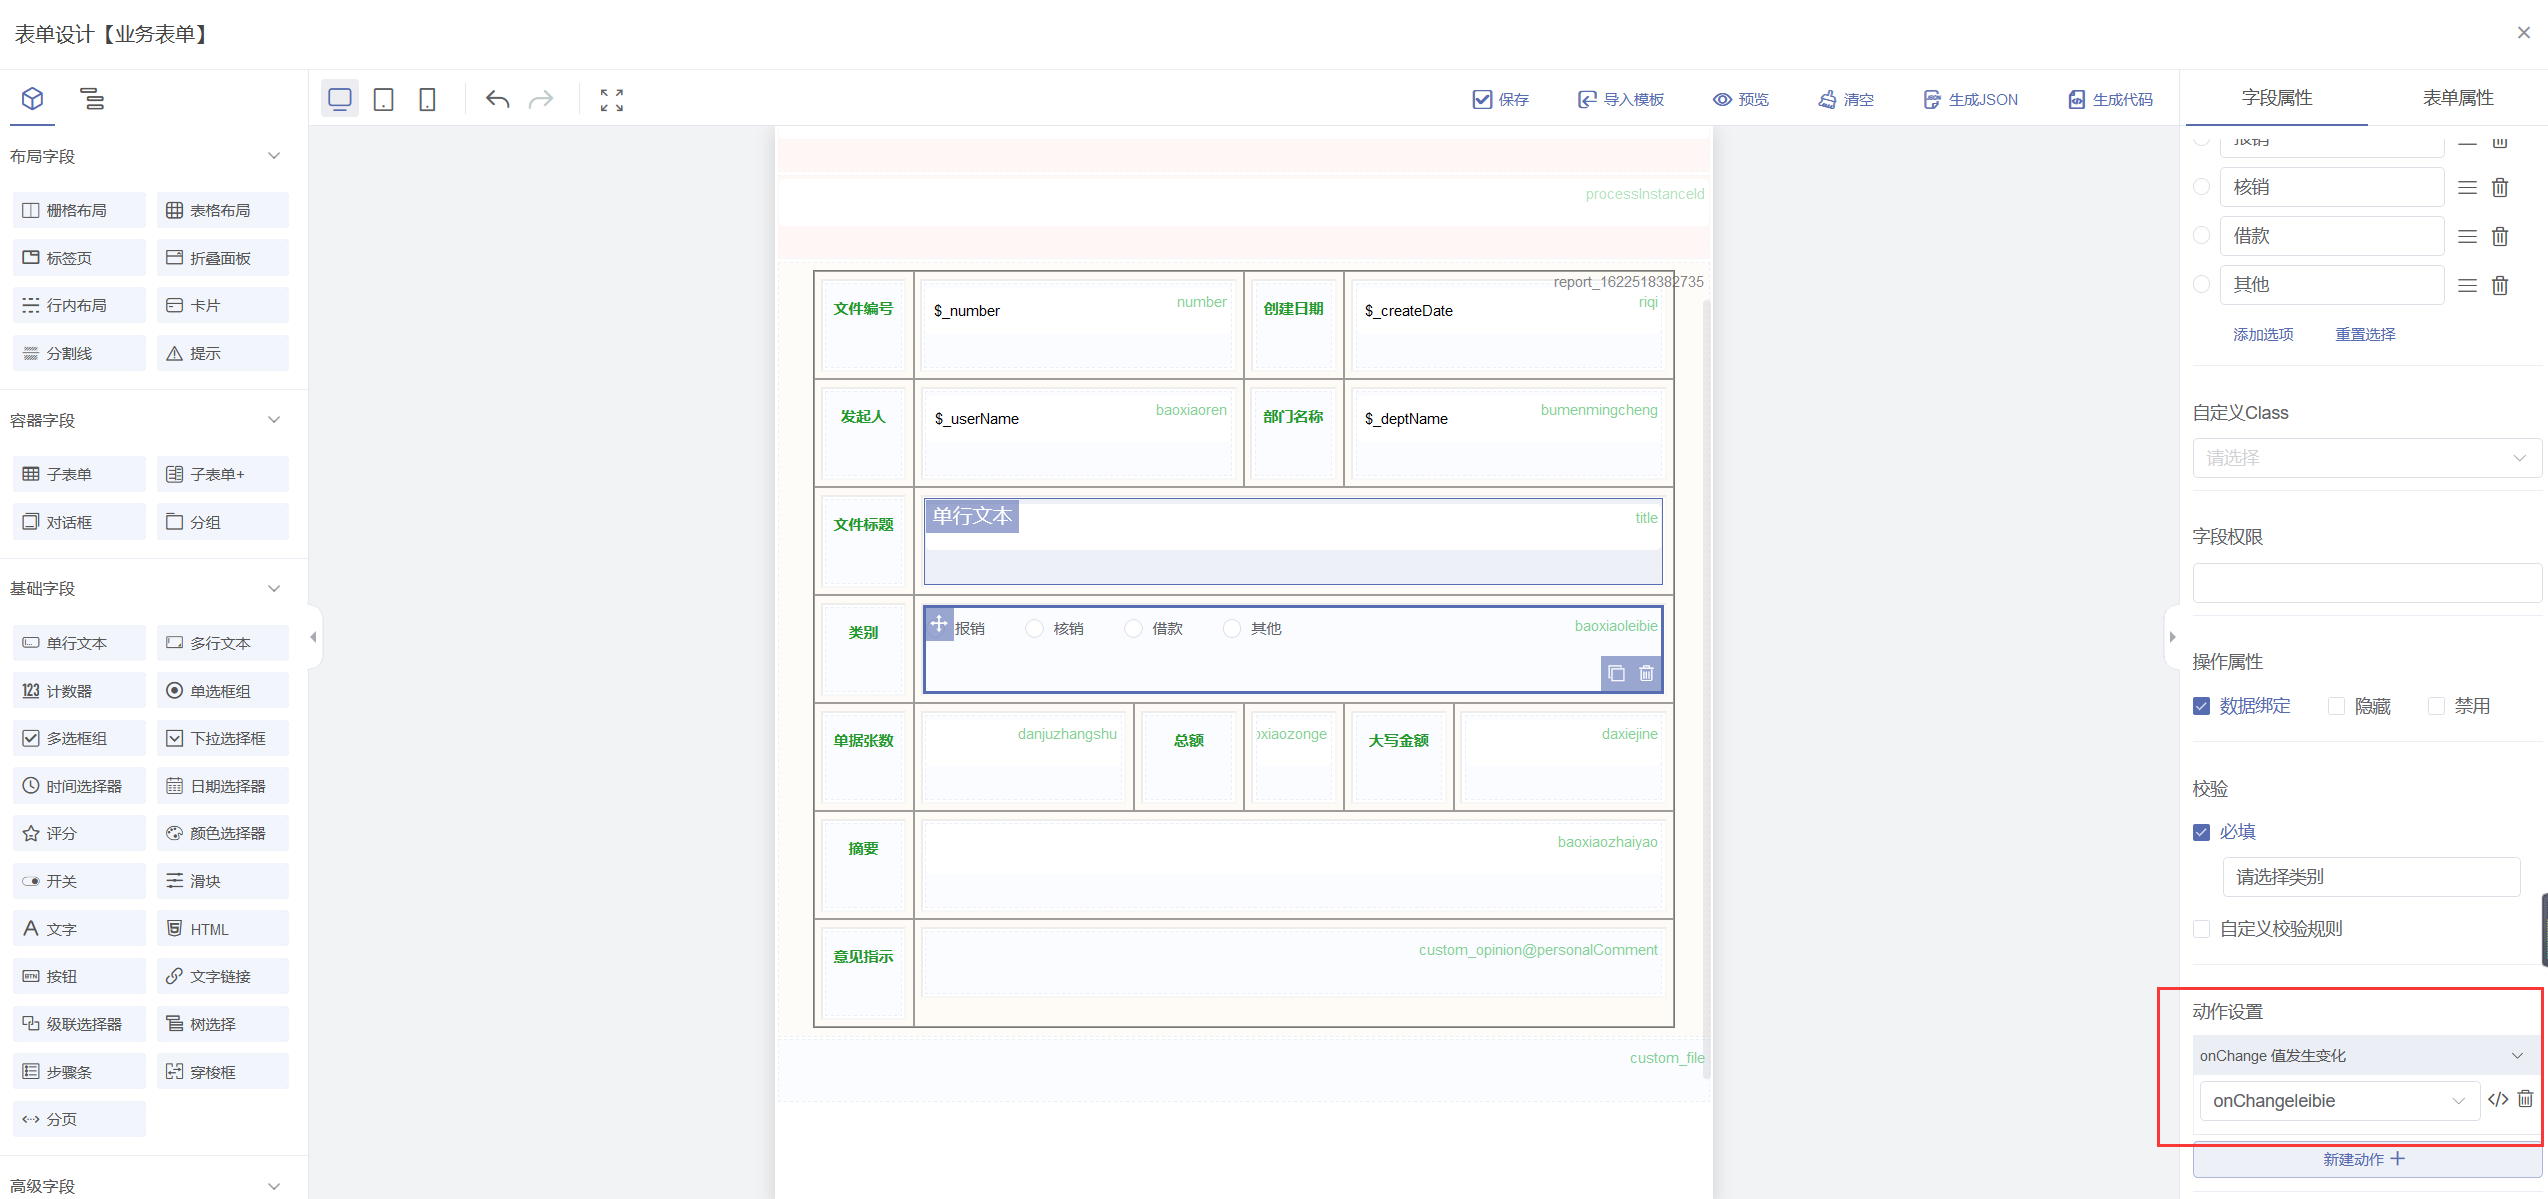 表单设计【业务表单】
保存
导入模板
预览
清空
生成JSON
生成代码
字段属性
表单属性
布局字段
栅格布局
表格布局
标签页
折叠面板
行内布局
卡片
分割线
提示
容器字段
子表单
子表单+
对话框
分组
基础字段
单行文本
多行文本
计数器
单选框组
多选框组
下拉选择框
时间选择器
日期选择器
评分
颜色选择器
开关
滑块
文字
HTML
按钮
文字链接
级联选择器
树选择
步骤条
穿梭框
分页
高级字段
processInstanceId
report_1622518382735
文件编号
$_number
number
创建日期
$_createDate
riqi
发起人
$_userName
baoxiaoren
部门名称
$_deptName
bumenmingcheng
文件标题
单行文本
title
类别
报销
核销
借款
其他
baoxiaoleibie
单据张数
danjuzhangshu
总额
xiaozonge
大写金额
daxiejine
摘要
baoxiaozhaiyao
意见指示
custom_opinion@personalComment
custom_file
报销
核销
借款
其他
添加选项
重置选择
自定义Class
请选择
字段权限
操作属性
数据绑定
隐藏
禁用
校验
必填
请选择类别
自定义校验规则
动作设置
onChange 值发生变化
onChangeleibie
新建动作